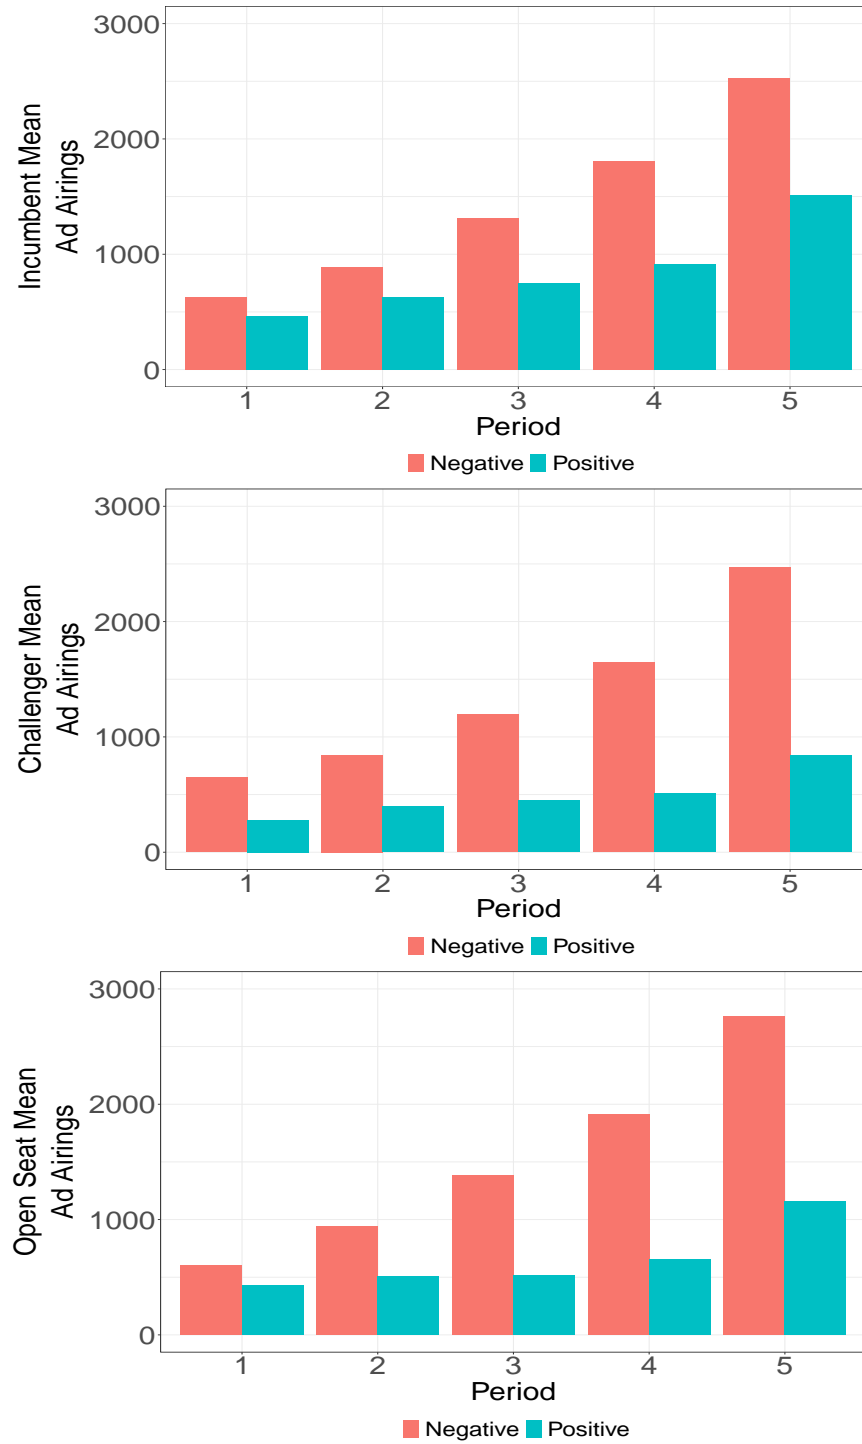 Incumbent Mean
Ad Airings
3000
2000
1000
0
1 2 3 4 5
Period
Negative Positive
Challenger Mean
Ad Airings
3000
2000
1000
0
1 2 3 4 5
Period
Negative Positive
Open Seat Mean
Ad Airings
3000
2000
1000
0
1 2 3 4 5
Period
Negative Positive